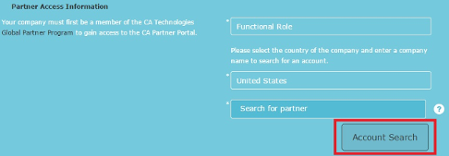 Partner Access Information
Your company must first be a member of the CA Technologies
Global Partner Program to gain access to the CA Partner Portal.
* Functional Role
Please select the country of the company and enter a company
name to search for an account.
* United States
* Search for partner ?
Account Search